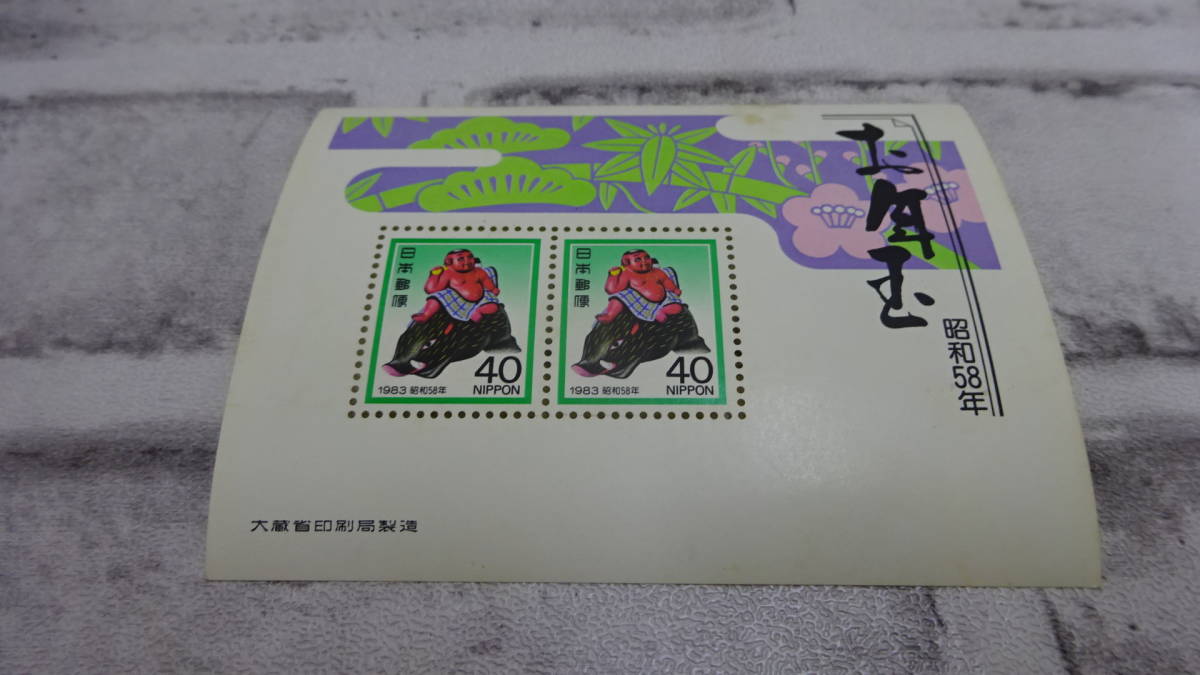 お年玉
昭和58年
日本郵便
40
1983 昭和58年
NIPPON
日本郵便
40
1983 昭和58年
NIPPON
大蔵省印刷局製造